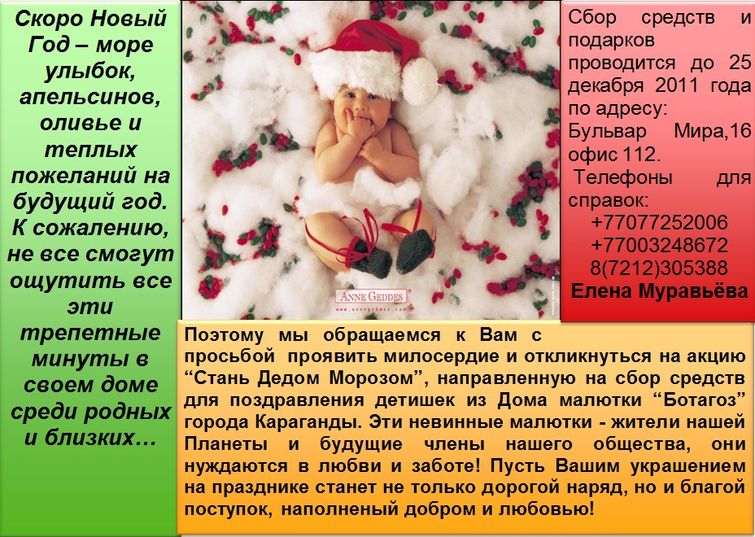 Скоро Новый
Год – море
улыбок,
апельсинов,
оливье и
теплых
пожеланий на
будущий год.
К сожалению,
не все смогут
ощутить все
эти
трепетные
минуты в
своем доме
среди родных
и близких…
ANNE GEDDES
www.annegeddes.com
Сбор средств и
подарков
проводится до 25
декабря 2011 года
по адресу:
Бульвар Мира,16
офис 112.
Телефоны для
справок:
+77077252006
+77003248672
8(7212)305388
Елена Муравьёва
Поэтому мы обращаемся к Вам с
просьбой проявить милосердие и откликнуться на акцию
“Стань Дедом Морозом”, направленную на сбор средств
для поздравления детишек из Дома малютки “Ботагоз”
города Караганды. Эти невинные малютки - жители нашей
Планеты и будущие члены нашего общества, они
нуждаются в любви и заботе! Пусть Вашим украшением
на празднике станет не только дорогой наряд, но и благой
поступок, наполненый добром и любовью!